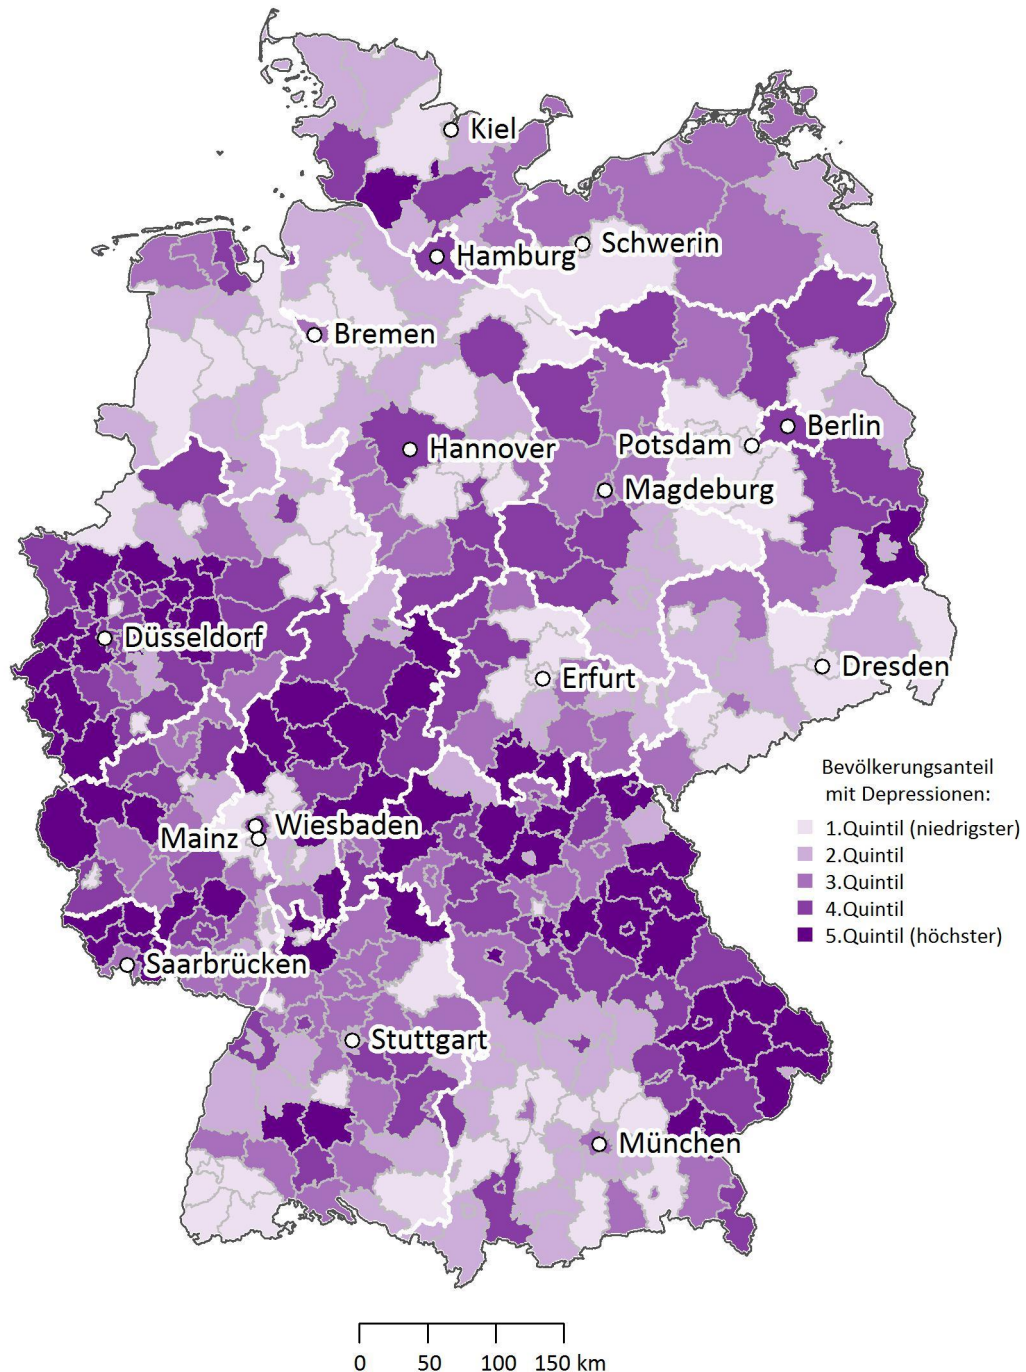 Kiel
Schwerin
Hamburg
Bremen
Berlin
Potsdam
Hannover
Magdeburg
Düsseldorf
Dresden
Erfurt
Bevölkerungsanteil
mit Depressionen:
1.Quintil (niedrigster)
2.Quintil
3.Quintil
4.Quintil
5.Quintil (höchster)
Wiesbaden
Mainz
Saarbrücken
Stuttgart
München
0 50 100 150 km